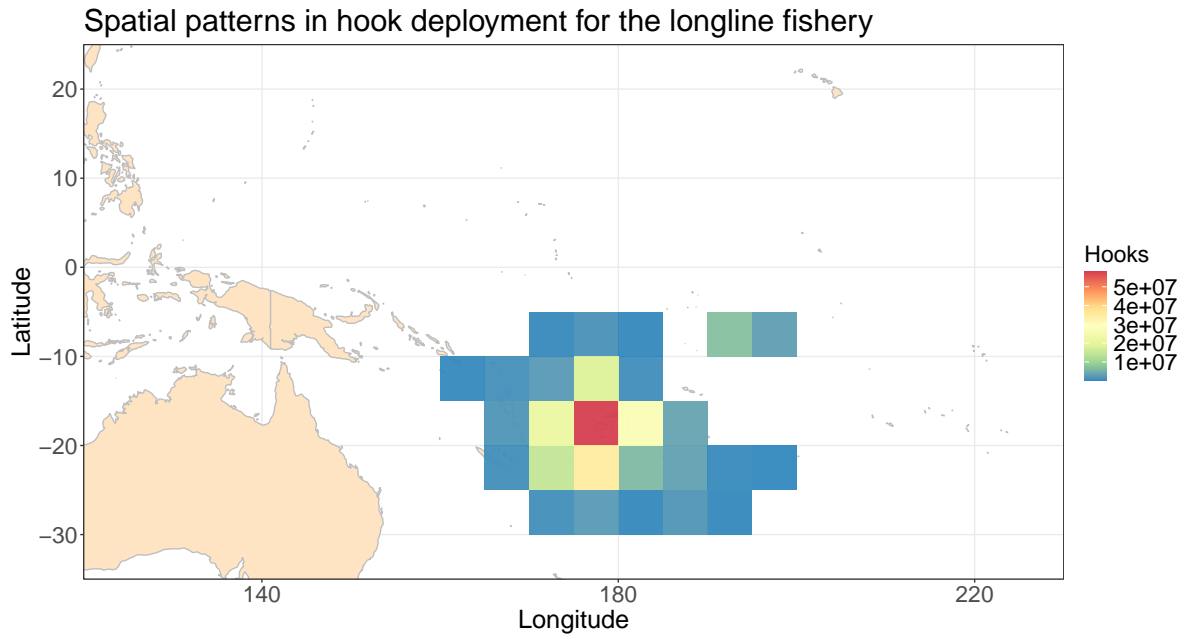 Spatial patterns in hook deployment for the longline fishery
20
10
0
−10
−20
−30
Latitude
140
180
220
Longitude
Hooks
5e+07
4e+07
3e+07
2e+07
1e+07